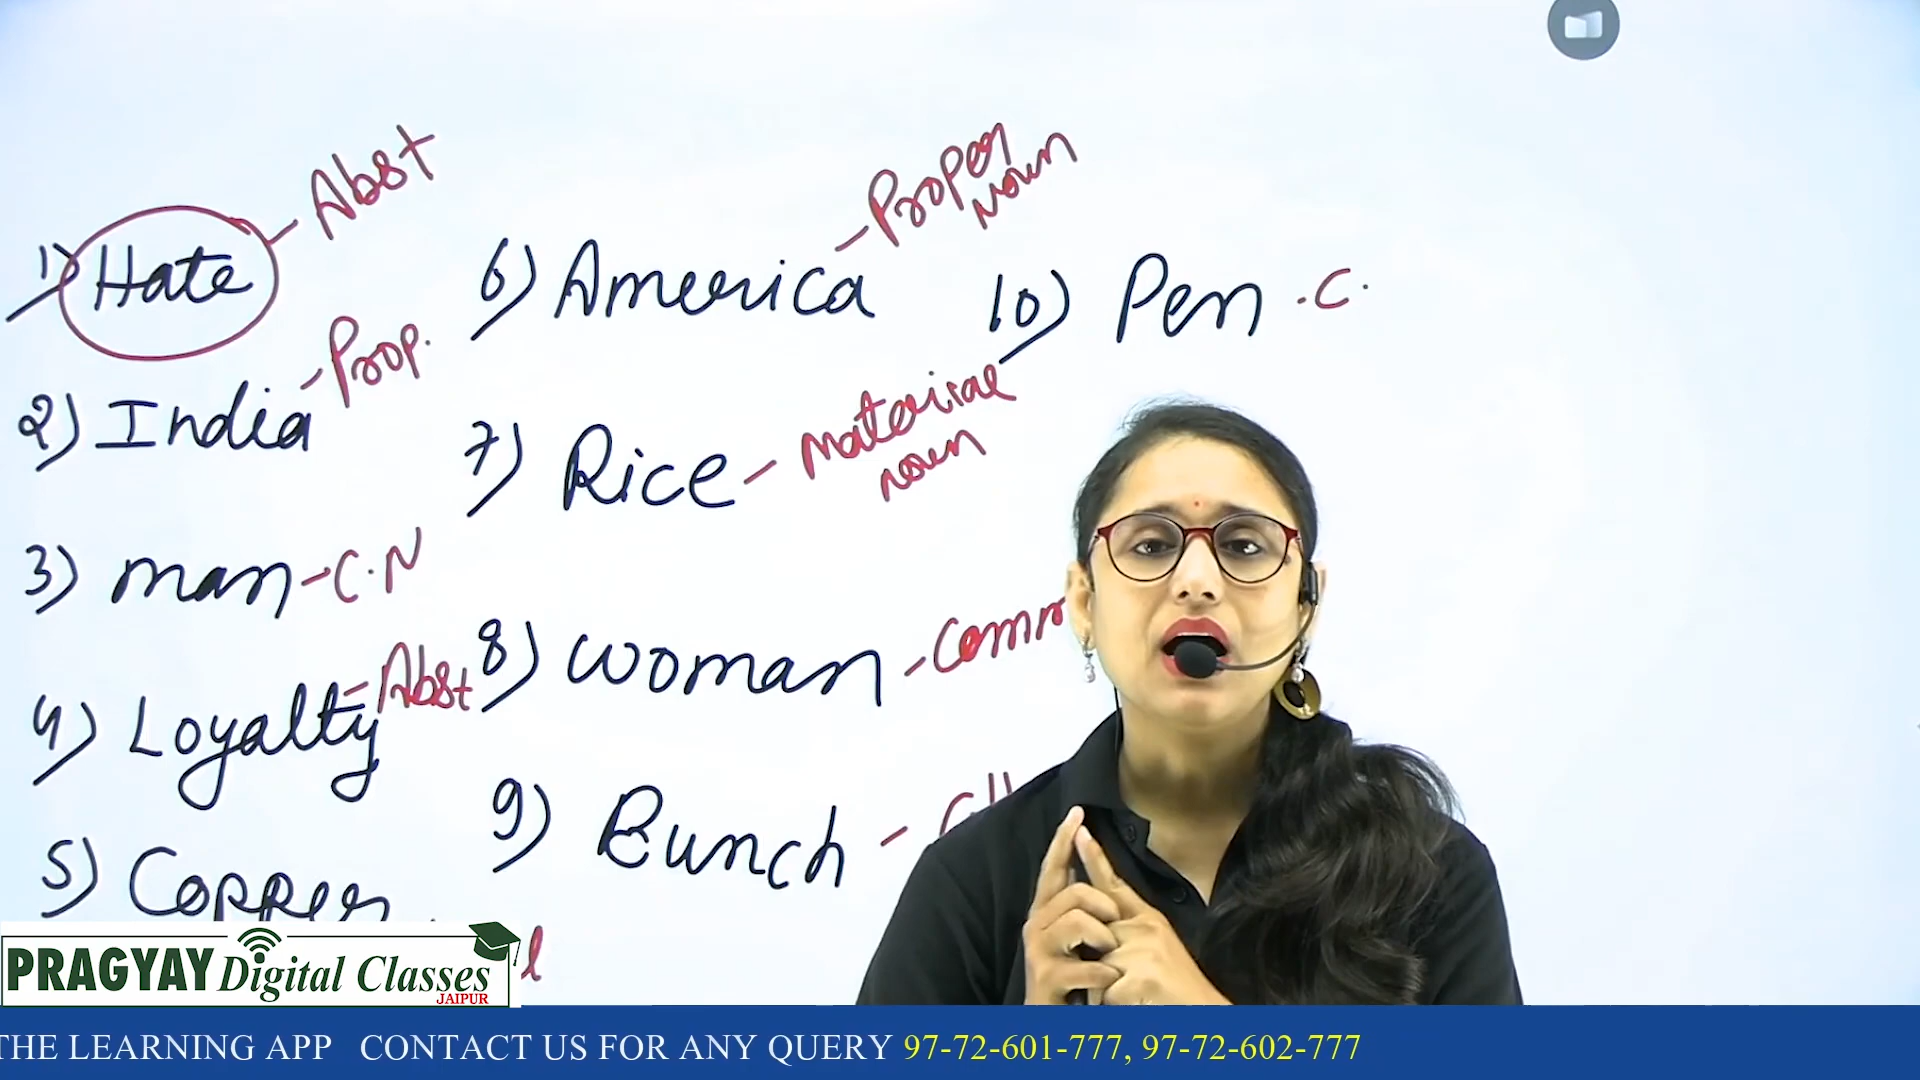 1) Hate - Abst
2) India - Prop.
3) man - C.N
4) Loyalty = Abst
5) Copper
6) America - Proper Noun
7) Rice - Material noun
8) woman - Comm
9) Bunch - Coll
10) Pen . C.
PRAGYAY Digital Classes
JAIPUR
THE LEARNING APP CONTACT US FOR ANY QUERY 97-72-601-777, 97-72-602-777